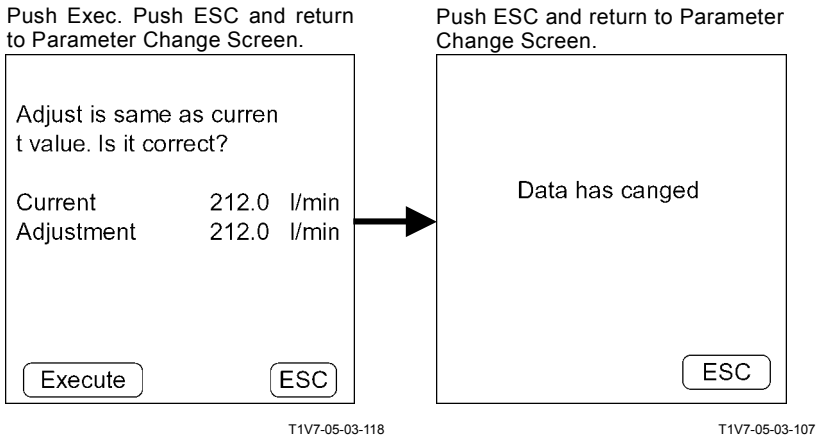 Push Exec. Push ESC and return
to Parameter Change Screen.
Adjust is same as curren
t value. Is it correct?
Current 212.0 l/min
Adjustment 212.0 l/min
Execute ESC
T1V7-05-03-118
Push ESC and return to Parameter
Change Screen.
Data has canged
ESC
T1V7-05-03-107